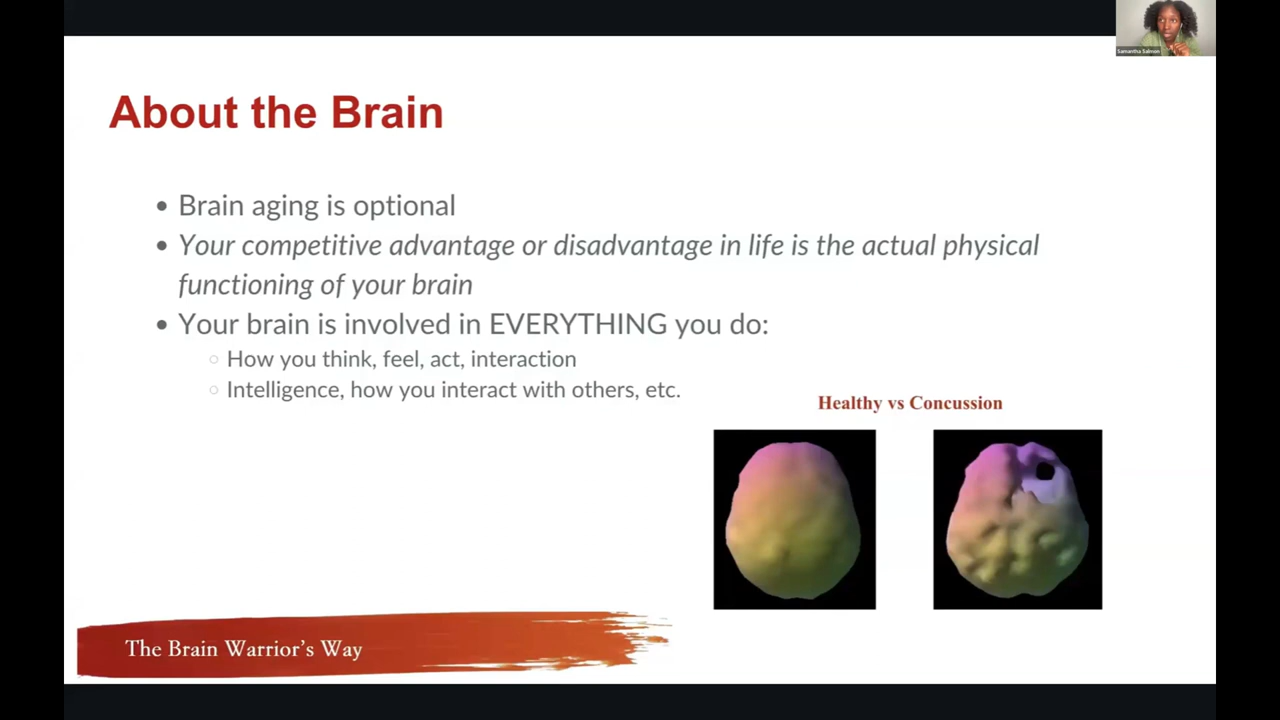 Samantha Salmon
About the Brain
• Brain aging is optional
• Your competitive advantage or disadvantage in life is the actual physical
functioning of your brain
• Your brain is involved in EVERYTHING you do:
○ How you think, feel, act, interaction
○ Intelligence, how you interact with others, etc.
Healthy vs Concussion
The Brain Warrior's Way